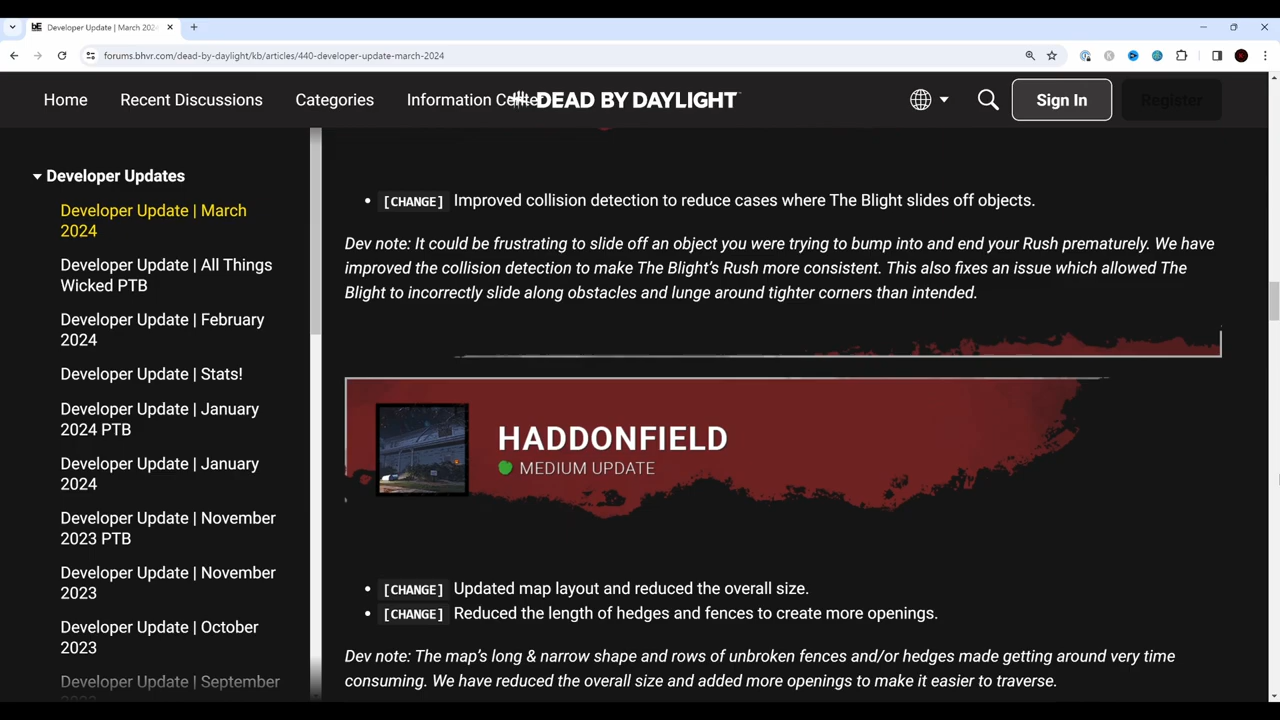 Developer Update | March 2024
forums.bhvr.com/dead-by-daylight/kb/articles/440-developer-update-march-2024
Home
Recent Discussions
Categories
Information Cente
DEAD BY DAYLIGHT
Sign In
Register
Developer Updates
Developer Update | March
2024
Developer Update | All Things
Wicked PTB
Developer Update | February
2024
Developer Update | Stats!
Developer Update | January
2024 PTB
Developer Update | January
2024
Developer Update | November
2023 PTB
Developer Update | November
2023
Developer Update | October
2023
Developer Update | September
2023
[CHANGE] Improved collision detection to reduce cases where The Blight slides off objects.
Dev note: It could be frustrating to slide off an object you were trying to bump into and end your Rush prematurely. We have
improved the collision detection to make The Blight's Rush more consistent. This also fixes an issue which allowed The
Blight to incorrectly slide along obstacles and lunge around tighter corners than intended.
HADDONFIELD
MEDIUM UPDATE
[CHANGE] Updated map layout and reduced the overall size.
[CHANGE] Reduced the length of hedges and fences to create more openings.
Dev note: The map's long & narrow shape and rows of unbroken fences and/or hedges made getting around very time
consuming. We have reduced the overall size and added more openings to make it easier to traverse.